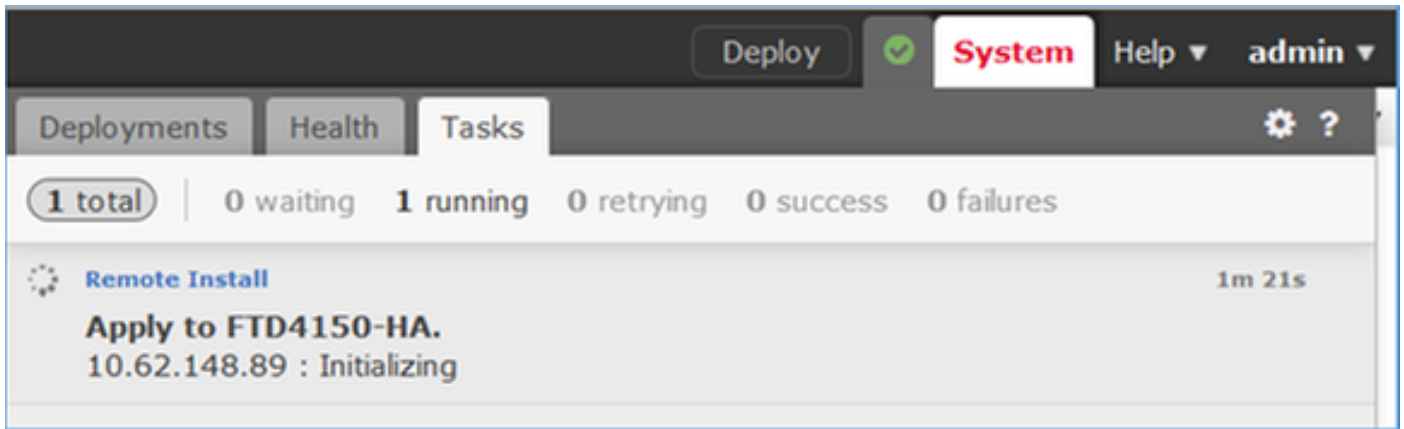 Deploy System Help admin
Deployments Health Tasks ?
1 total 0 waiting 1 running 0 retrying 0 success 0 failures
Remote Install 1m 21s
Apply to FTD4150-HA.
10.62.148.89 : Initializing